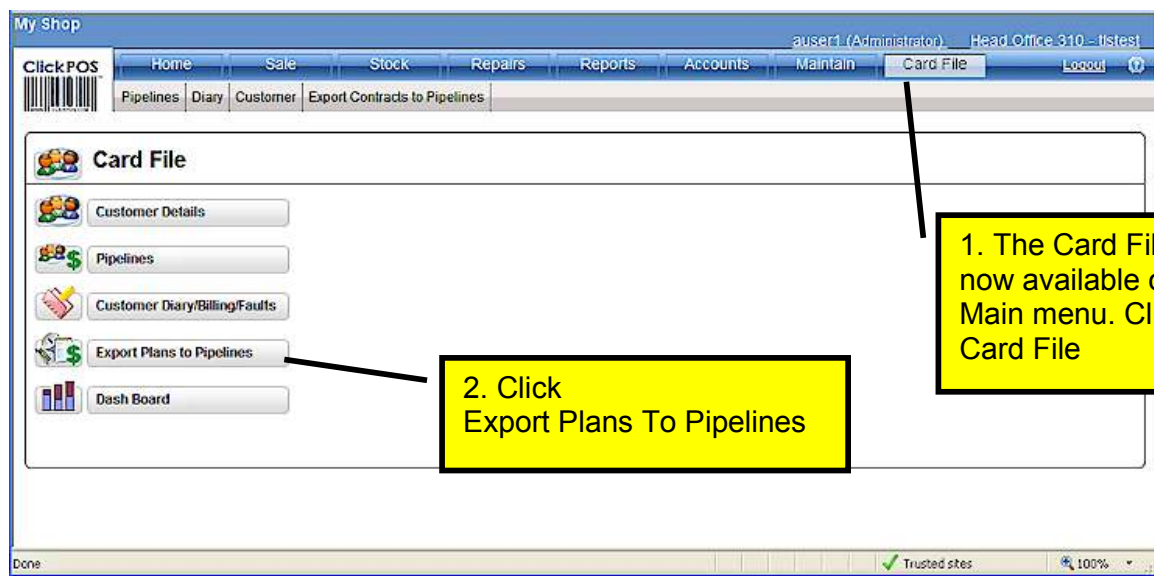 My Shop
auser1 (Administrator) Head Office 310 - tlstest
ClickPOS Home Sale Stock Repairs Reports Accounts Maintain Card File Logout
Pipelines Diary Customer Export Contracts to Pipelines
Card File
Customer Details
Pipelines
Customer Diary/Billing/Faults
Export Plans to Pipelines
Dash Board
1. The Card Fil
now available o
Main menu. Cl
Card File
2. Click
Export Plans To Pipelines
Done Trusted sites 100%